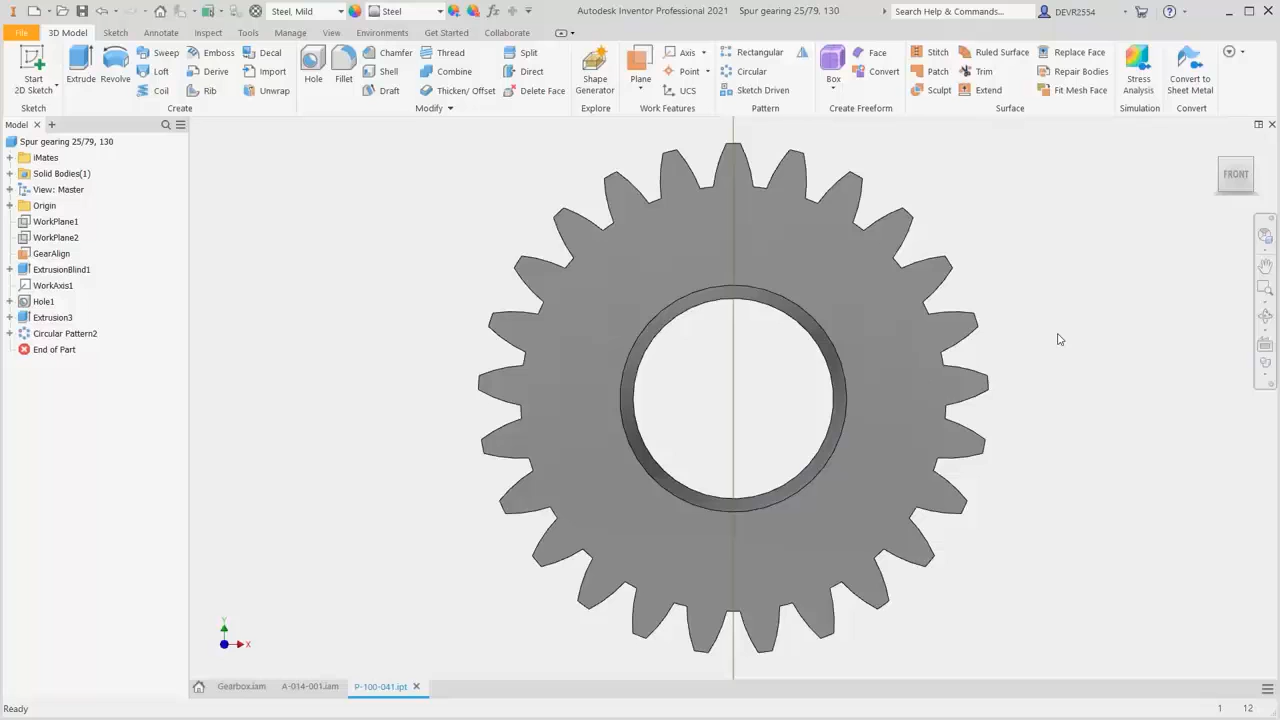 Steel, Mild
Steel
Autodesk Inventor Professional 2021 Spur gearing 25/79, 130
Search Help & Commands...
DEV82554
File 3D Model Sketch Annotate Inspect Tools Manage View Environments Get Started Collaborate
Start
2D Sketch
Extrude
Revolve
Sweep
Loft
Coil
Emboss
Derive
Rib
Decal
Import
Unwrap
Hole
Fillet
Chamfer
Shell
Draft
Thread
Combine
Thicken/ Offset
Split
Direct
Delete Face
Shape
Generator
Plane
Axis
Point
UCS
Rectangular
Circular
Sketch Driven
Box
Face
Convert
Stitch
Patch
Sculpt
Ruled Surface
Trim
Extend
Replace Face
Repair Bodies
Fit Mesh Face
Stress
Analysis
Convert to
Sheet Metal
Sketch Create Modify Explore Work Features Pattern Create Freeform Surface Simulation Convert
Model
Spur gearing 25/79, 130
iMates
Solid Bodies(1)
View: Master
Origin
WorkPlane1
WorkPlane2
GearAlign
ExtrusionBlind1
WorkAxis1
Hole1
Extrusion3
Circular Pattern2
End of Part
FRONT
Y
X
Gearbox.iam A-014-001.iam P-100-041.ipt
Ready 1 12